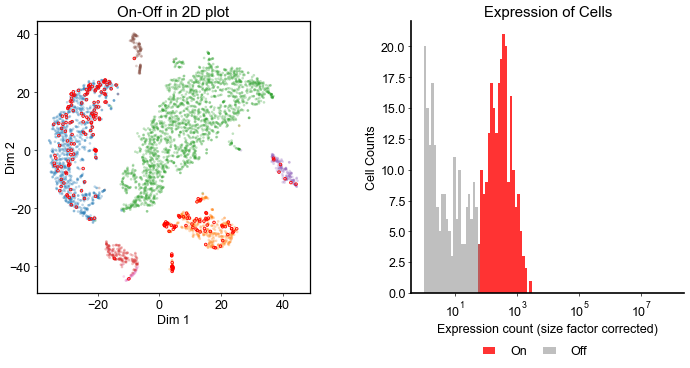 On-Off in 2D plot
40
20
0
−20
−40
Dim 2
−20 0 20 40
Dim 1
Expression of Cells
20.0
17.5
15.0
12.5
10.0
7.5
5.0
2.5
0.0
Cell Counts
10^1 10^3 10^5 10^7
Expression count (size factor corrected)
On Off